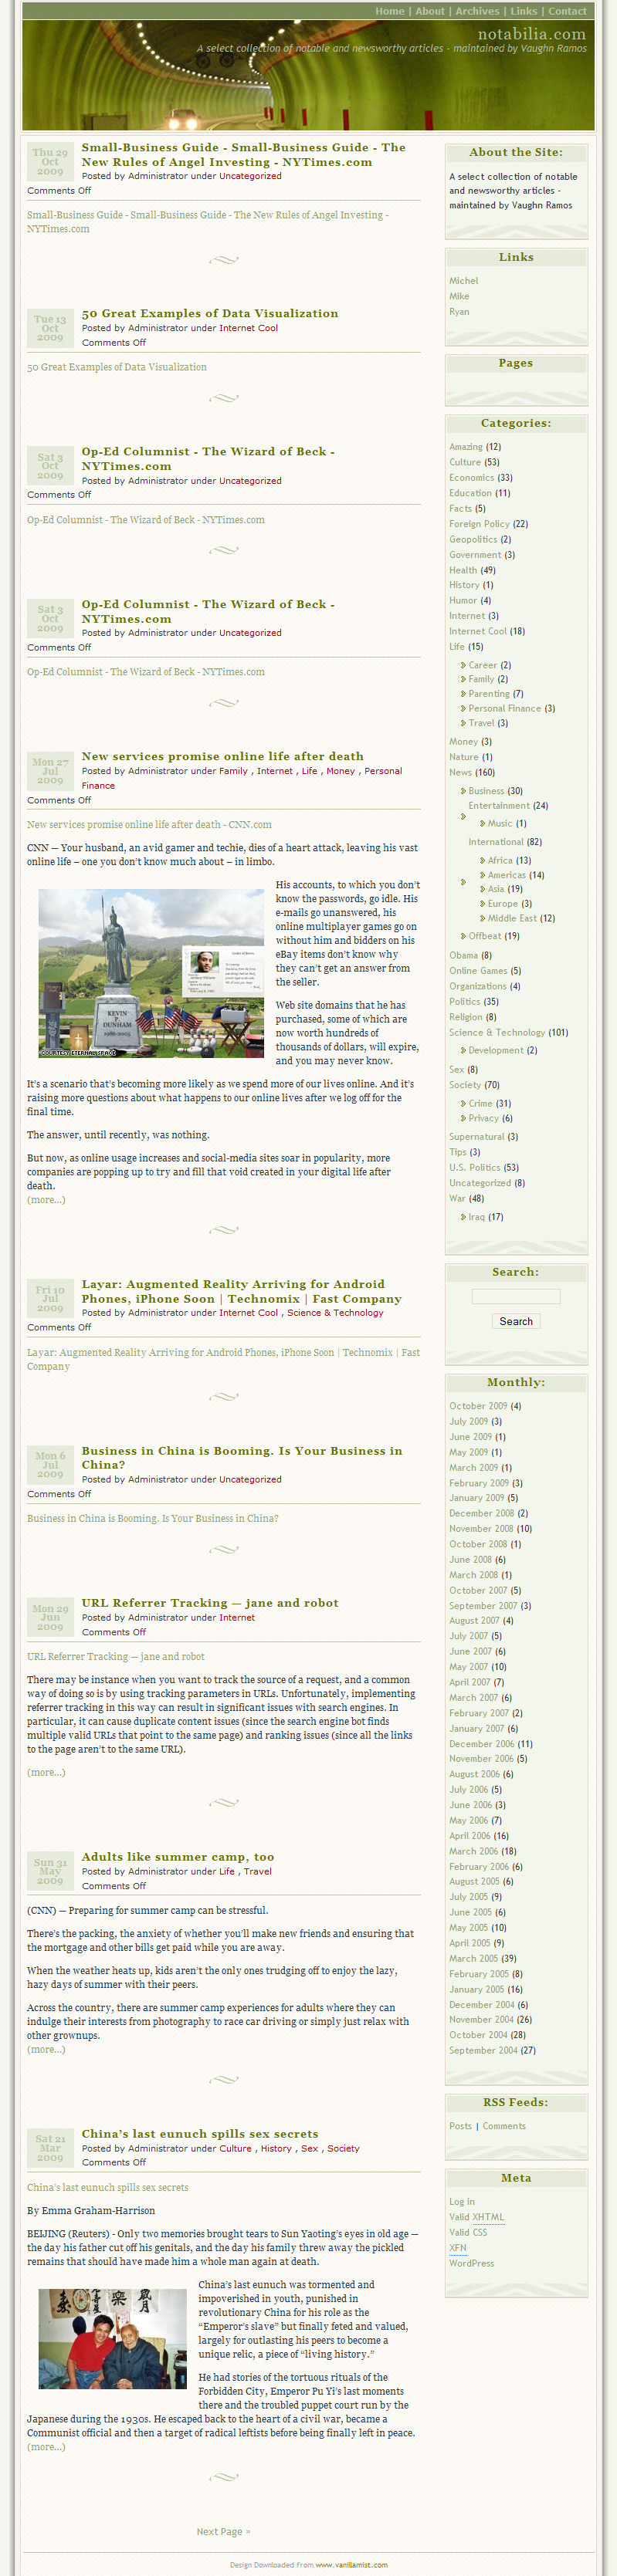 Home | About | Archives | Links | Contact
notabilia.com
A select collection of notable and newsworthy articles - maintained by Vaughn Ramos
Thu 29
Oct
2009
Small-Business Guide - Small-Business Guide - The
New Rules of Angel Investing - NYTimes.com
Posted by Administrator under Uncategorized
Comments Off
Small-Business Guide - Small-Business Guide - The New Rules of Angel Investing -
NYTimes.com
Tue 13
Oct
2009
50 Great Examples of Data Visualization
Posted by Administrator under Internet Cool
Comments Off
50 Great Examples of Data Visualization
Sat 3
Oct
2009
Op-Ed Columnist - The Wizard of Beck -
NYTimes.com
Posted by Administrator under Uncategorized
Comments Off
Op-Ed Columnist - The Wizard of Beck - NYTimes.com
Sat 3
Oct
2009
Op-Ed Columnist - The Wizard of Beck -
NYTimes.com
Posted by Administrator under Uncategorized
Comments Off
Op-Ed Columnist - The Wizard of Beck - NYTimes.com
Mon 27
Jul
2009
New services promise online life after death
Posted by Administrator under Family , Internet , Life , Money , Personal
Finance
Comments Off
New services promise online life after death - CNN.com
CNN — Your husband, an avid gamer and techie, dies of a heart attack, leaving his vast
online life – one you don't know much about – in limbo.
His accounts, to which you don't
know the passwords, go idle. His
e-mails go unanswered, his
online multiplayer games go on
without him and bidders on his
eBay items don't know why
they can't get an answer from
the seller.
Web site domains that he has
purchased, some of which are
now worth hundreds of
thousands of dollars, will expire,
and you may never know.
KEVIN
P
DUNHAM
1966-2009
COURTESY ETERNAL SPACE
It's a scenario that's becoming more likely as we spend more of our lives online. And it's
raising more questions about what happens to our online lives after we log off for the
final time.
The answer, until recently, was nothing.
But now, as online usage increases and social-media sites soar in popularity, more
companies are popping up to try and fill that void created in your digital life after
death.
(more...)
Fri 10
Jul
2009
Layar: Augmented Reality Arriving for Android
Phones, iPhone Soon | Technomix | Fast Company
Posted by Administrator under Internet Cool , Science & Technology
Comments Off
Layar: Augmented Reality Arriving for Android Phones, iPhone Soon | Technomix | Fast
Company
Mon 6
Jul
2009
Business in China is Booming. Is Your Business in
China?
Posted by Administrator under Uncategorized
Comments Off
Business in China is Booming. Is Your Business in China?
Mon 29
Jun
2009
URL Referrer Tracking — jane and robot
Posted by Administrator under Internet
Comments Off
URL Referrer Tracking — jane and robot
There may be instance when you want to track the source of a request, and a common
way of doing so is by using tracking parameters in URLs. Unfortunately, implementing
referrer tracking in this way can result in significant issues with search engines. In
particular, it can cause duplicate content issues (since the search engine bot finds
multiple valid URLs that point to the same page) and ranking issues (since all the links
to the page aren't to the same URL).
(more...)
Sun 31
May
2009
Adults like summer camp, too
Posted by Administrator under Life , Travel
Comments Off
(CNN) — Preparing for summer camp can be stressful.
There's the packing, the anxiety of whether you'll make new friends and ensuring that
the mortgage and other bills get paid while you are away.
When the weather heats up, kids aren't the only ones trudging off to enjoy the lazy,
hazy days of summer with their peers.
Across the country, there are summer camp experiences for adults where they can
indulge their interests from photography to race car driving or simply just relax with
other grownups.
(more...)
Sat 21
Mar
2009
China's last eunuch spills sex secrets
Posted by Administrator under Culture , History , Sex , Society
Comments Off
China's last eunuch spills sex secrets
By Emma Graham-Harrison
BEIJING (Reuters) - Only two memories brought tears to Sun Yaoting's eyes in old age —
the day his father cut off his genitals, and the day his family threw away the pickled
remains that should have made him a whole man again at death.
China's last eunuch was tormented and
impoverished in youth, punished in
revolutionary China for his role as the
“Emperor's slave” but finally feted and valued,
largely for outlasting his peers to become a
unique relic, a piece of “living history.”
He had stories of the tortuous rituals of the
Forbidden City, Emperor Pu Yi's last moments
there and the troubled puppet court run by the
Japanese during the 1930s. He escaped back to the heart of a civil war, became a
Communist official and then a target of radical leftists before being finally left in peace.
(more...)
Next Page »
About the Site:
A select collection of notable
and newsworthy articles -
maintained by Vaughn Ramos
Links
Michel
Mike
Ryan
Pages
Categories:
Amazing (12)
Culture (53)
Economics (33)
Education (11)
Facts (5)
Foreign Policy (22)
Geopolitics (2)
Government (3)
Health (49)
History (1)
Humor (4)
Internet (3)
Internet Cool (18)
Life (15)
Career (2)
Family (2)
Parenting (7)
Personal Finance (3)
Travel (3)
Money (3)
Nature (1)
News (160)
Business (30)
Entertainment (24)
Music (1)
International (82)
Africa (13)
Americas (14)
Asia (19)
Europe (3)
Middle East (12)
Offbeat (19)
Obama (8)
Online Games (5)
Organizations (4)
Politics (35)
Religion (8)
Science & Technology (101)
Development (2)
Sex (8)
Society (70)
Crime (31)
Privacy (6)
Supernatural (3)
Tips (3)
U.S. Politics (53)
Uncategorized (8)
War (48)
Iraq (17)
Search:
Search
Monthly:
October 2009 (4)
July 2009 (3)
June 2009 (1)
May 2009 (1)
March 2009 (1)
February 2009 (3)
January 2009 (5)
December 2008 (2)
November 2008 (10)
October 2008 (1)
June 2008 (6)
March 2008 (1)
October 2007 (5)
September 2007 (3)
August 2007 (4)
July 2007 (5)
June 2007 (6)
May 2007 (10)
April 2007 (7)
March 2007 (6)
February 2007 (2)
January 2007 (6)
December 2006 (11)
November 2006 (5)
August 2006 (6)
July 2006 (5)
June 2006 (3)
May 2006 (7)
April 2006 (16)
March 2006 (18)
February 2006 (6)
August 2005 (6)
July 2005 (9)
June 2005 (6)
May 2005 (10)
April 2005 (9)
March 2005 (39)
February 2005 (8)
January 2005 (16)
December 2004 (6)
November 2004 (26)
October 2004 (28)
September 2004 (27)
RSS Feeds:
Posts | Comments
Meta
Log in
Valid XHTML
Valid CSS
XFN
WordPress
Design Downloaded from www.vanillamist.com